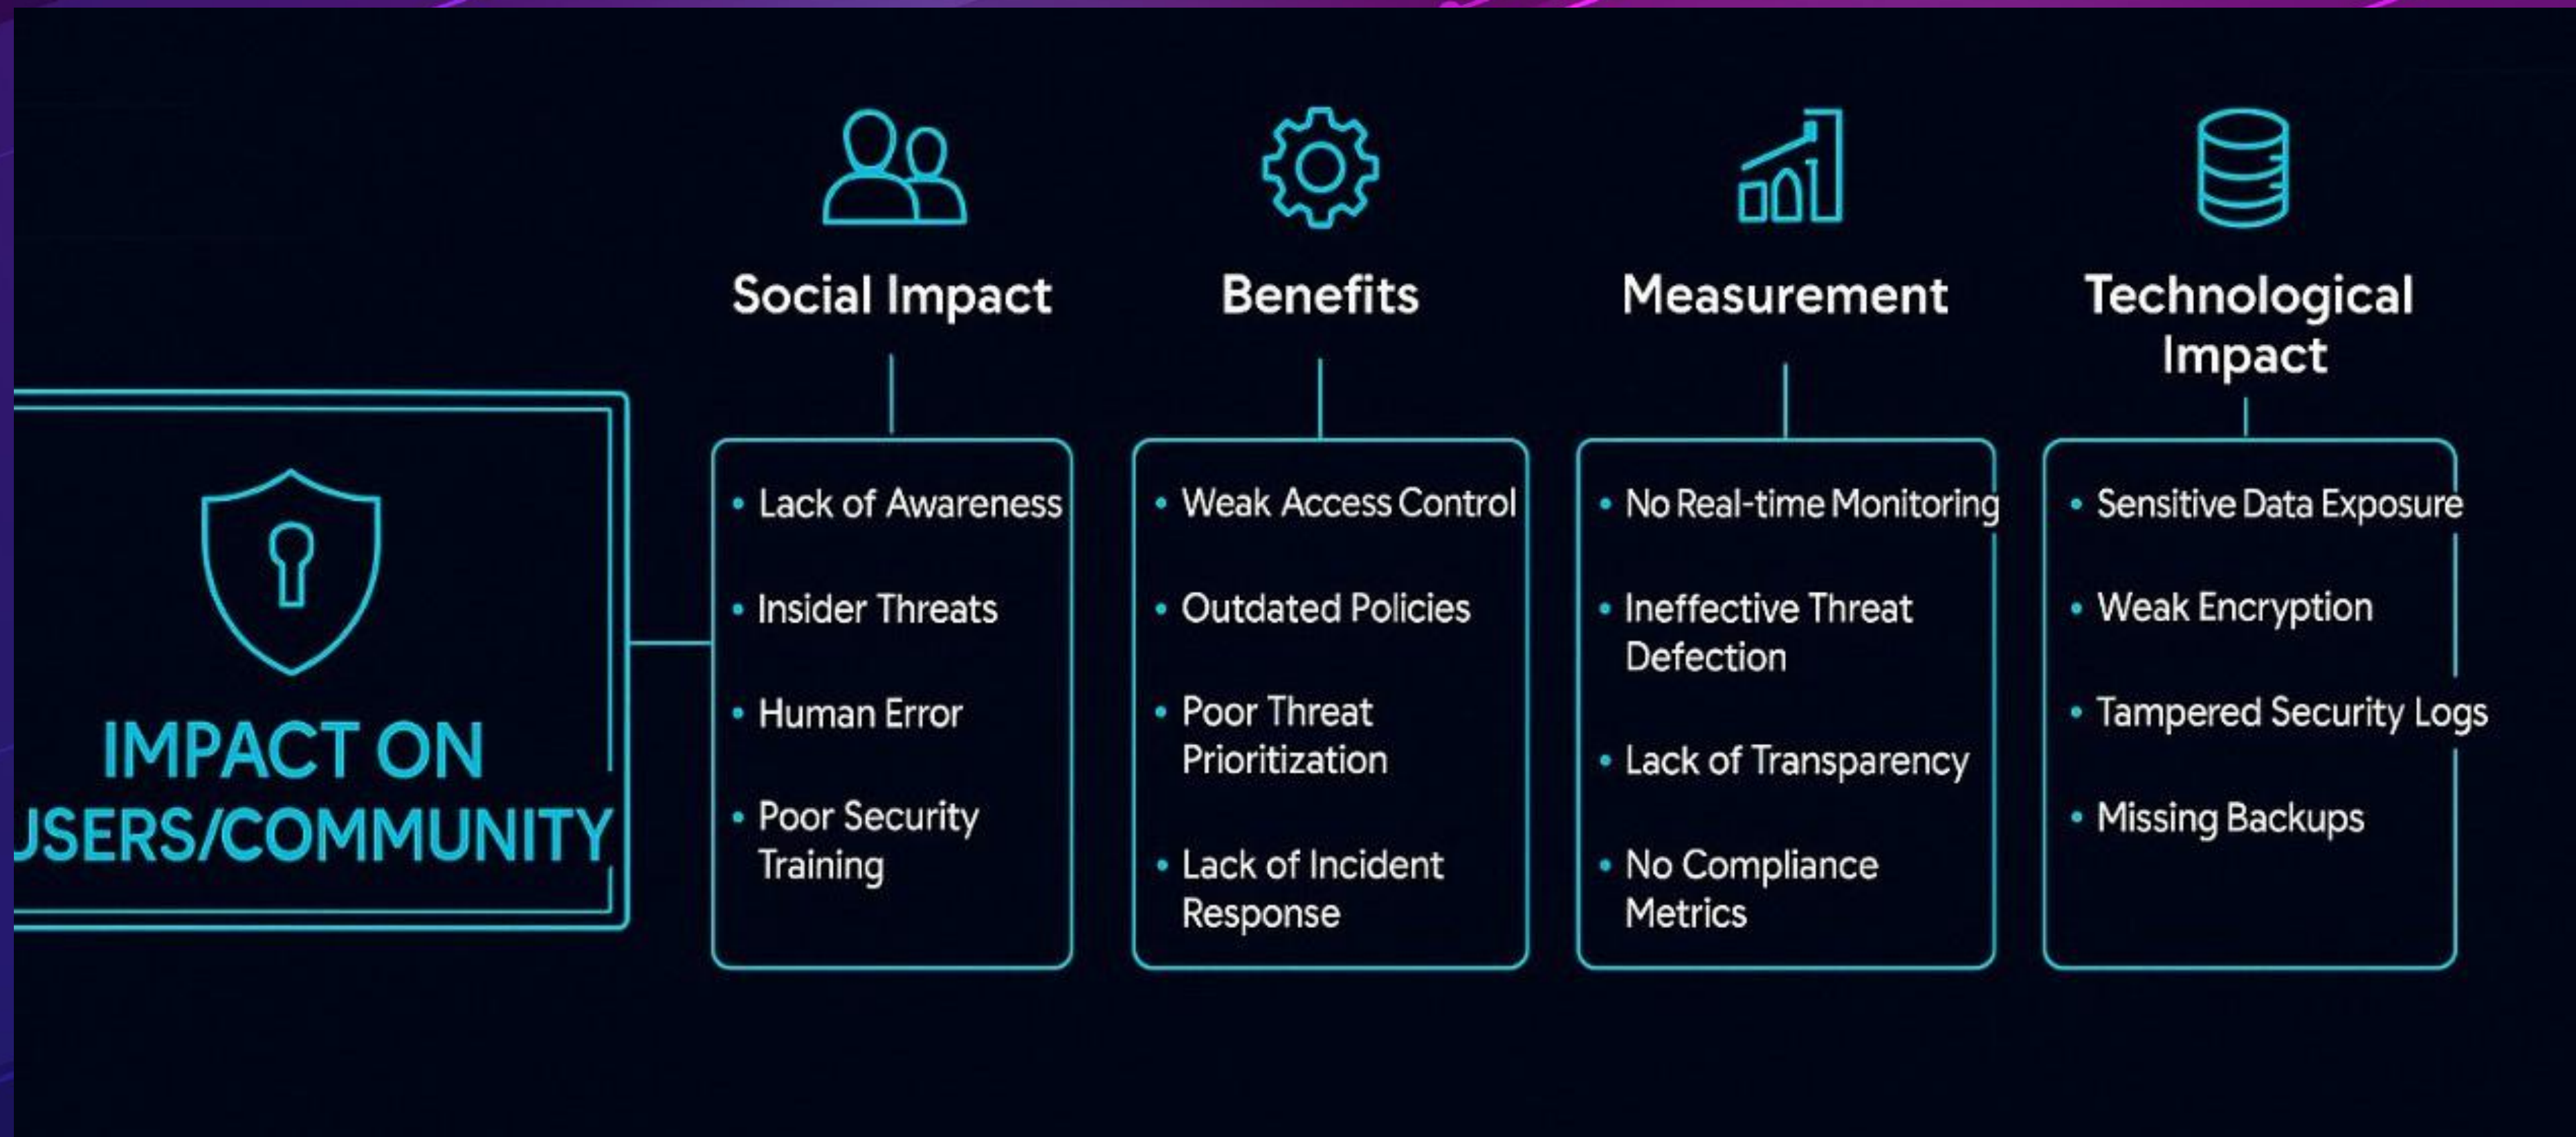 IMPACT ON
USERS/COMMUNITY
Social Impact
• Lack of Awareness
• Insider Threats
• Human Error
• Poor Security
Training
Benefits
• Weak Access Control
• Outdated Policies
• Poor Threat
Prioritization
• Lack of Incident
Response
Measurement
• No Real-time Monitoring
• Ineffective Threat
Defection
• Lack of Transparency
• No Compliance
Metrics
Technological
Impact
• Sensitive Data Exposure
• Weak Encryption
• Tampered Security Logs
• Missing Backups